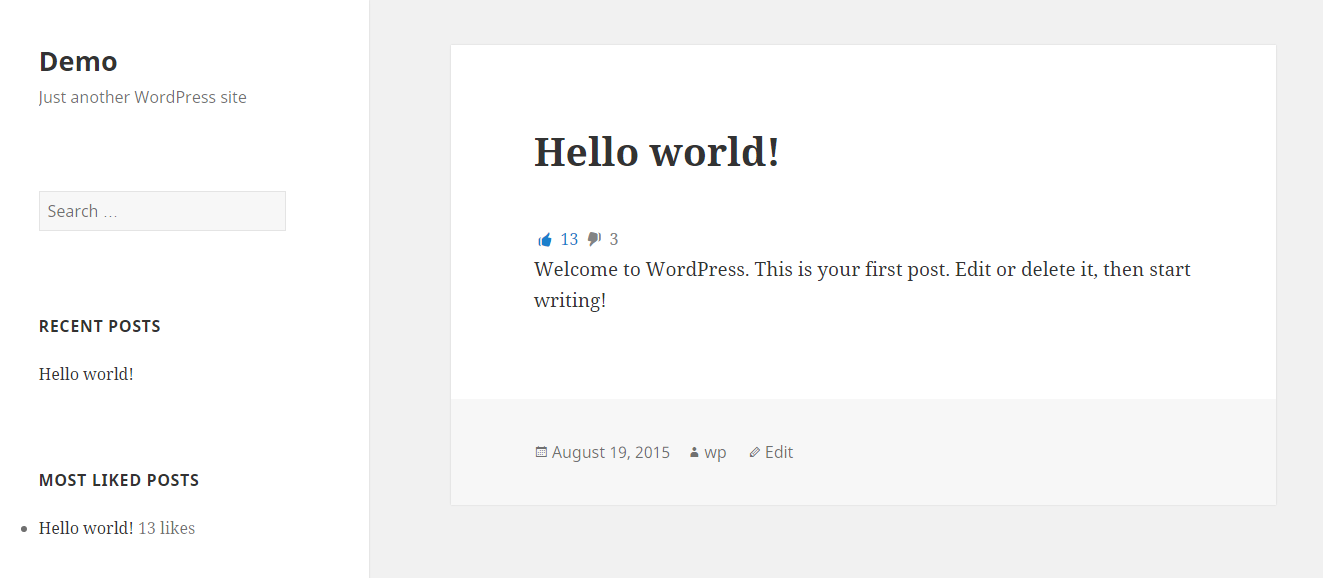 Demo
Just another WordPress site
Search …
RECENT POSTS
Hello world!
MOST LIKED POSTS
Hello world! 13 likes
Hello world!
13 3
Welcome to WordPress. This is your first post. Edit or delete it, then start
writing!
August 19, 2015 wp Edit